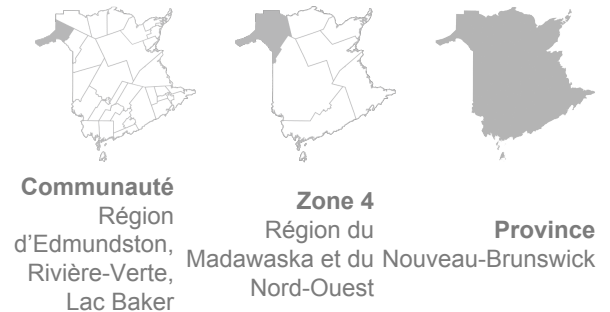 Communauté
Région
d'Edmundston,
Rivière-Verte,
Lac Baker
Zone 4
Région du
Madawaska et du
Nord-Ouest
Province
Nouveau-Brunswick